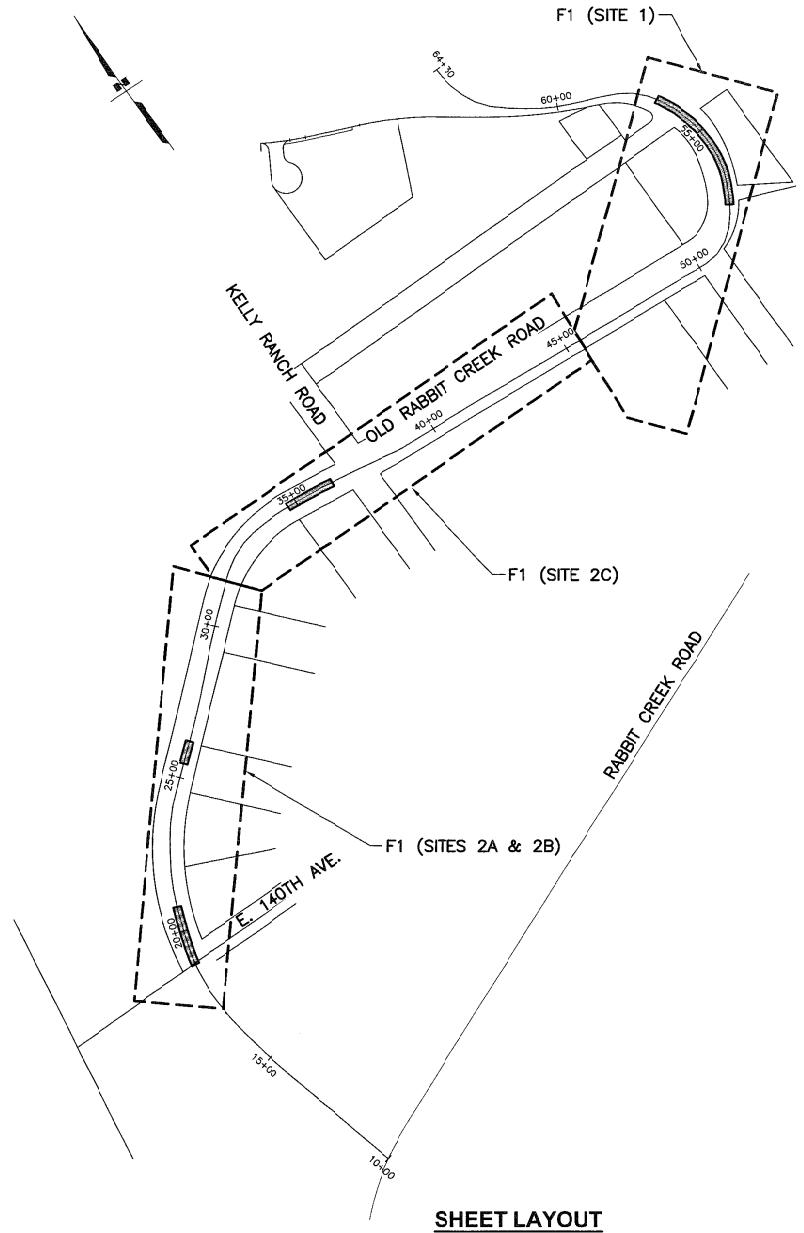 F1 (SITE 1)
64+30
60+00
55+00
50+00
KELLY RANCH ROAD
OLD RABBIT CREEK ROAD
45+00
40+00
35+00
F1 (SITE 2C)
30+00
RABBIT CREEK ROAD
25+00
F1 (SITES 2A & 2B)
E. 140TH AVE.
20+00
15+00
10+00
SHEET LAYOUT